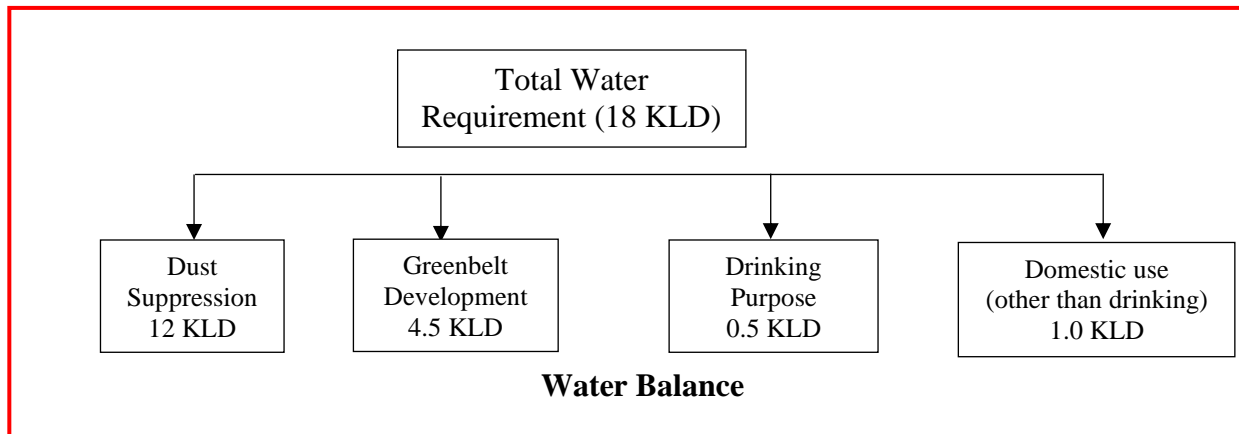 Total Water
Requirement (18 KLD)
Dust
Suppression
12 KLD
Greenbelt
Development
4.5 KLD
Drinking
Purpose
0.5 KLD
Domestic use
(other than drinking)
1.0 KLD
Water Balance